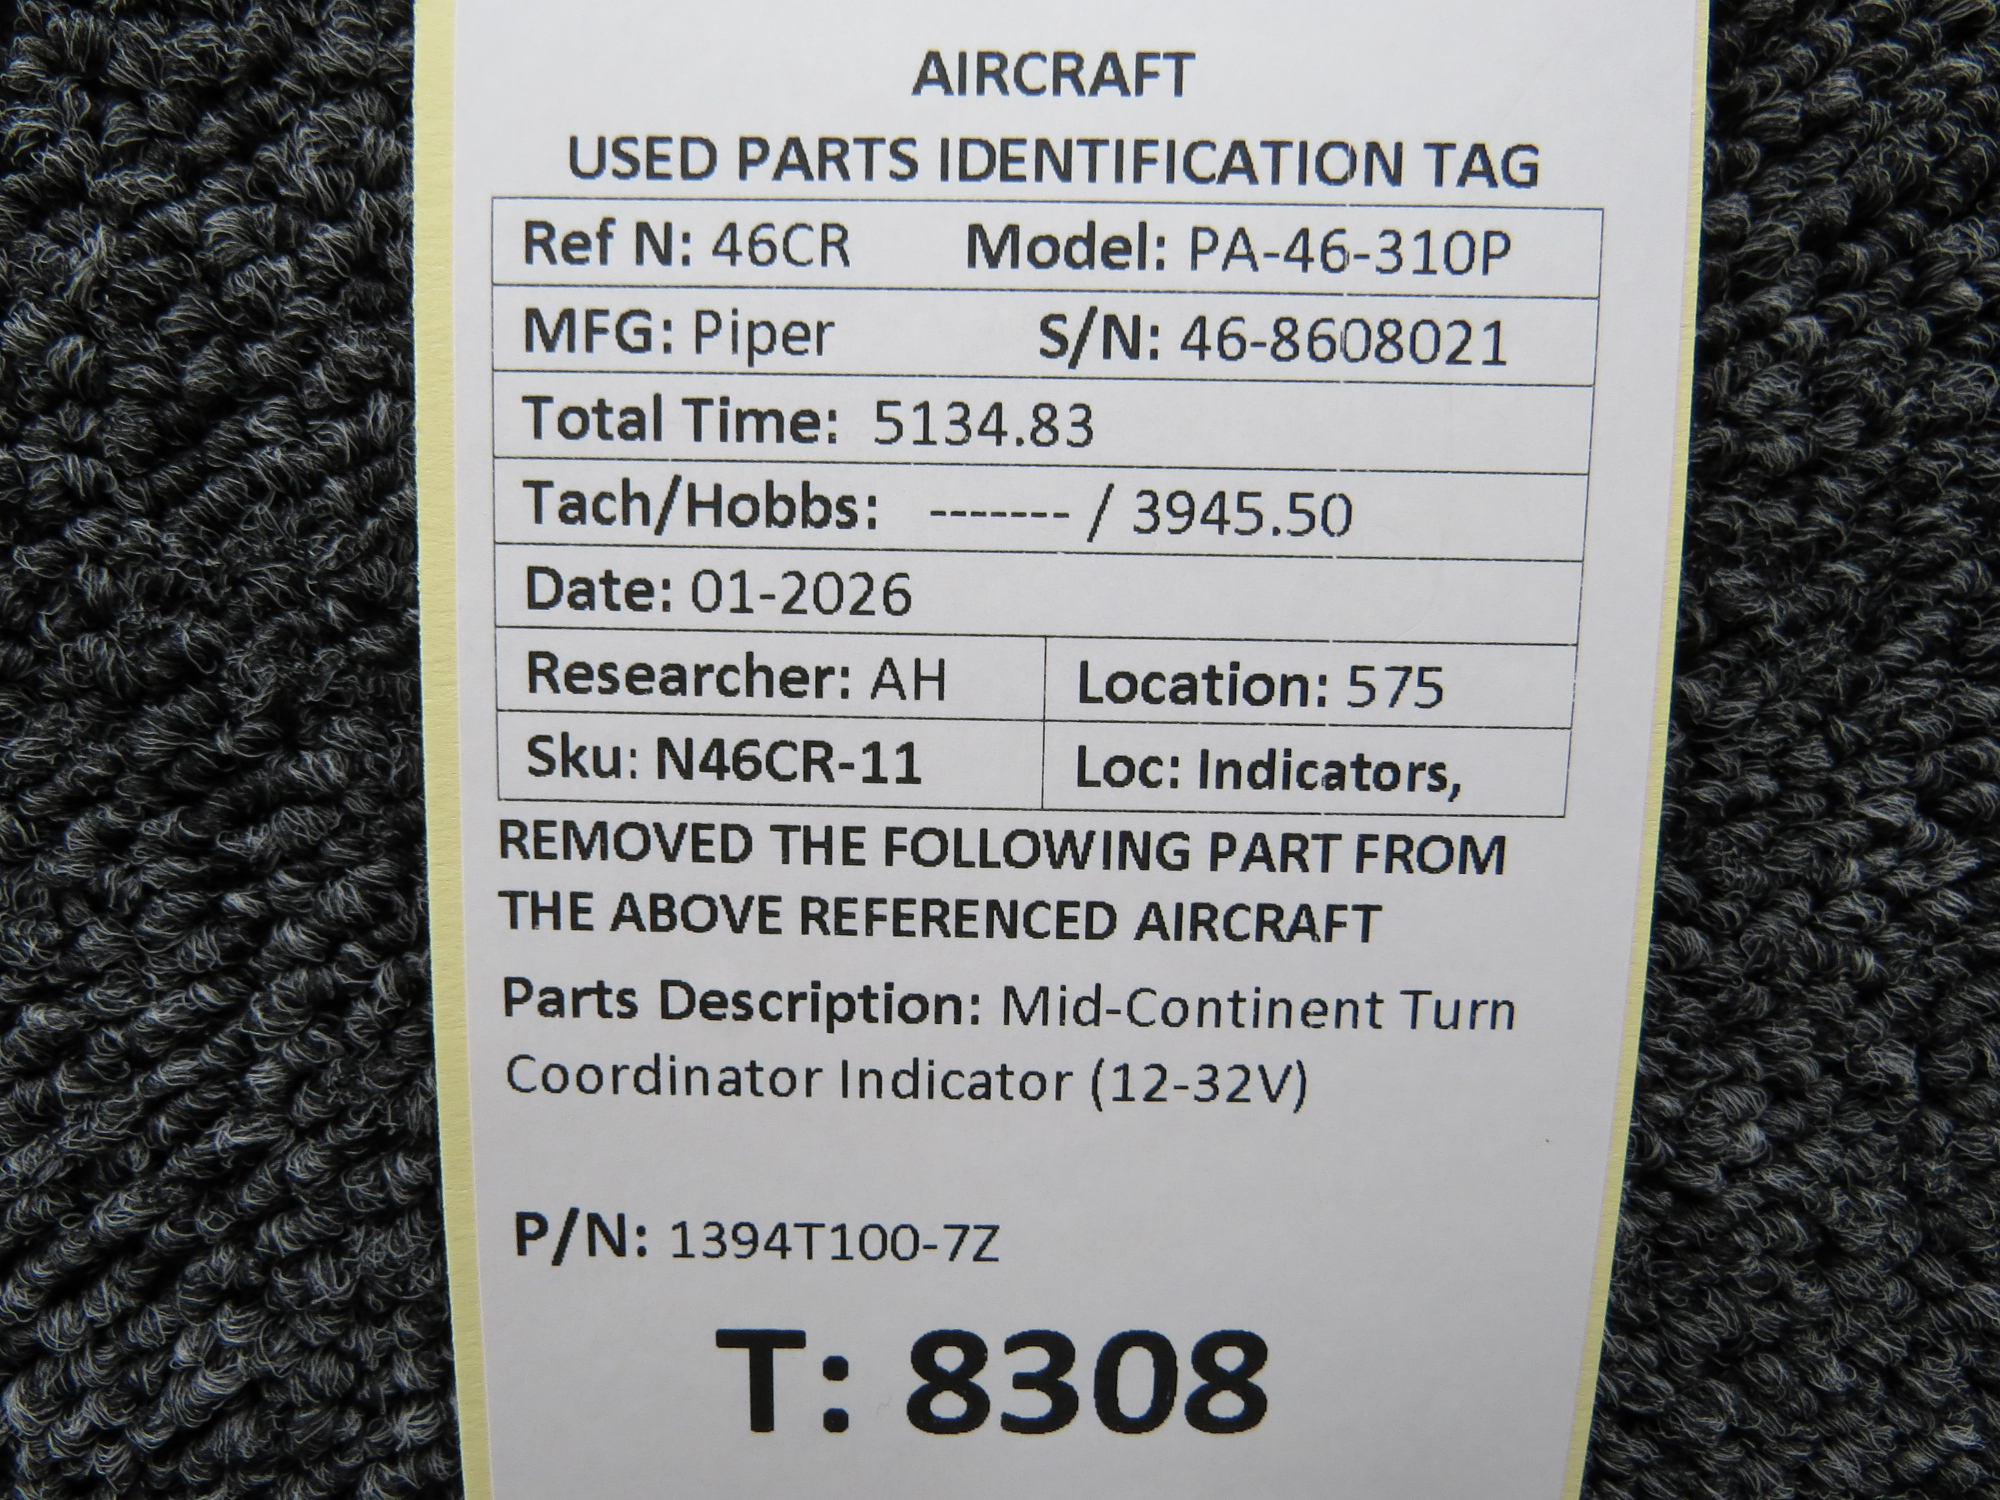 AIRCRAFT
USED PARTS IDENTIFICATION TAG
Ref N: 46CR Model: PA-46-310P
MFG: Piper S/N: 46-8608021
Total Time: 5134.83
Tach/Hobbs: ------- / 3945.50
Date: 01-2026
Researcher: AH Location: 575
Sku: N46CR-11 Loc: Indicators,
REMOVED THE FOLLOWING PART FROM
THE ABOVE REFERENCED AIRCRAFT
Parts Description: Mid-Continent Turn
Coordinator Indicator (12-32V)
P/N: 1394T100-7Z
T: 8308